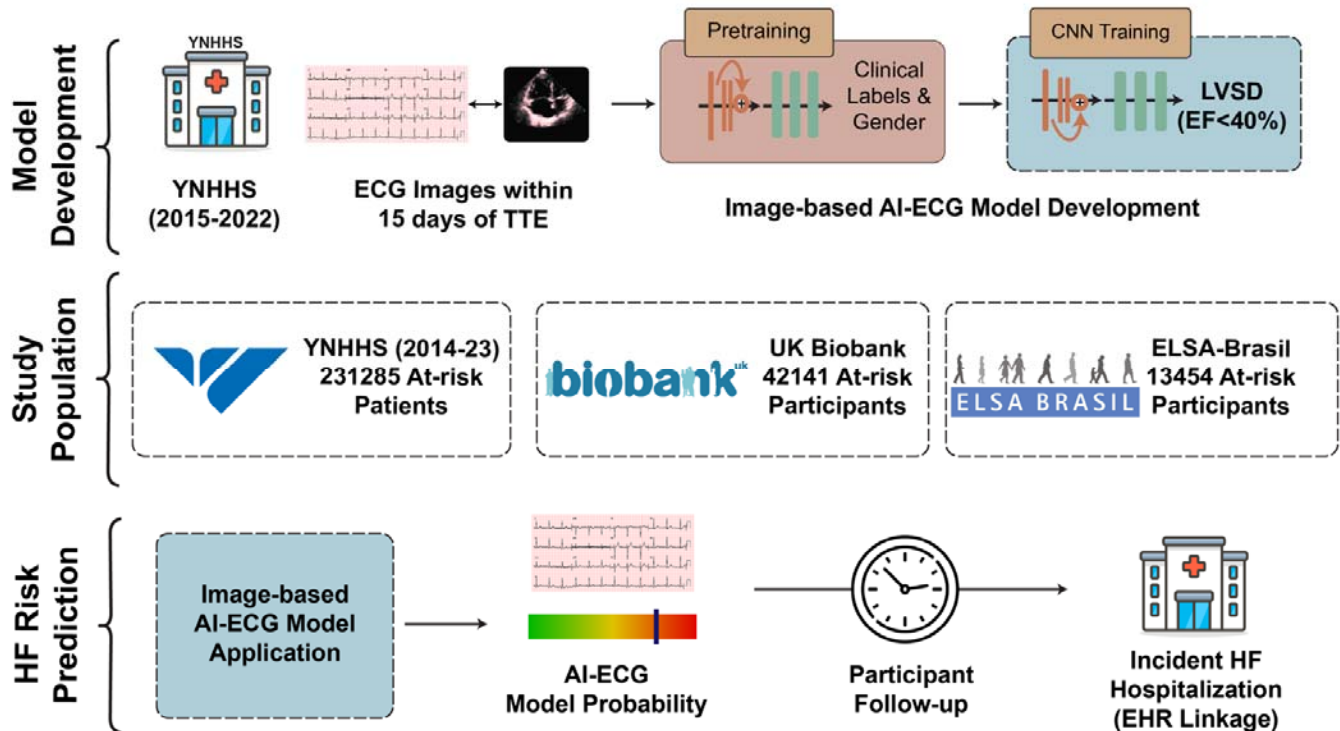 Model
Development
YNHHS
YNHHS
(2015-2022)
ECG Images within
15 days of TTE
Pretraining
Clinical
Labels &
Gender
CNN Training
LVSD
(EF<40%)
Image-based AI-ECG Model Development
Study
Population
YNHHS (2014-23)
231285 At-risk
Patients
biobank uk
UK Biobank
42141 At-risk
Participants
ELSA BRASIL
ELSA-Brasil
13454 At-risk
Participants
HF Risk
Prediction
Image-based
AI-ECG Model
Application
AI-ECG
Model Probability
Participant
Follow-up
Incident HF
Hospitalization
(EHR Linkage)